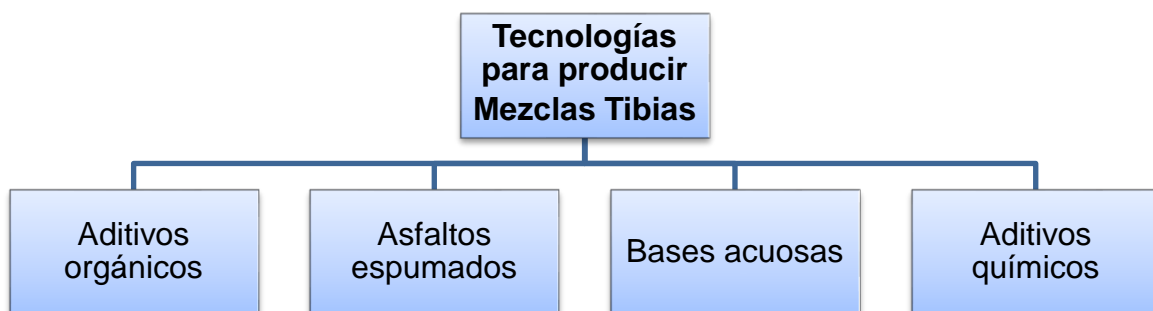 Tecnologías
para producir
Mezclas Tibias
Aditivos
orgánicos
Asfaltos
espumados
Bases acuosas
Aditivos
químicos